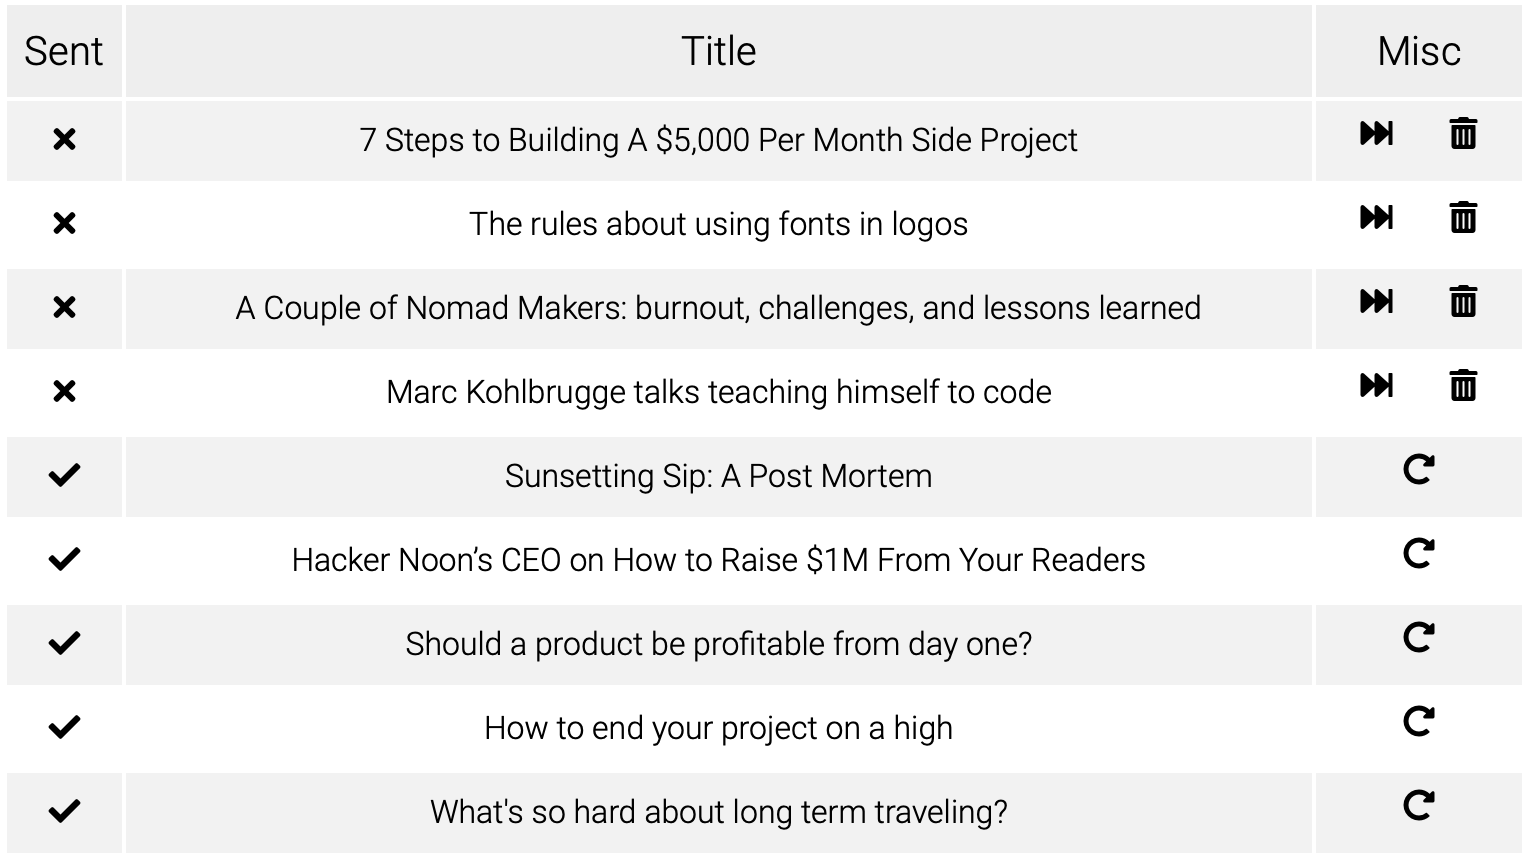 Sent Title Misc
7 Steps to Building A $5,000 Per Month Side Project
The rules about using fonts in logos
A Couple of Nomad Makers: burnout, challenges, and lessons learned
Marc Kohlbrugge talks teaching himself to code
Sunsetting Sip: A Post Mortem
Hacker Noon’s CEO on How to Raise $1M From Your Readers
Should a product be profitable from day one?
How to end your project on a high
What's so hard about long term traveling?